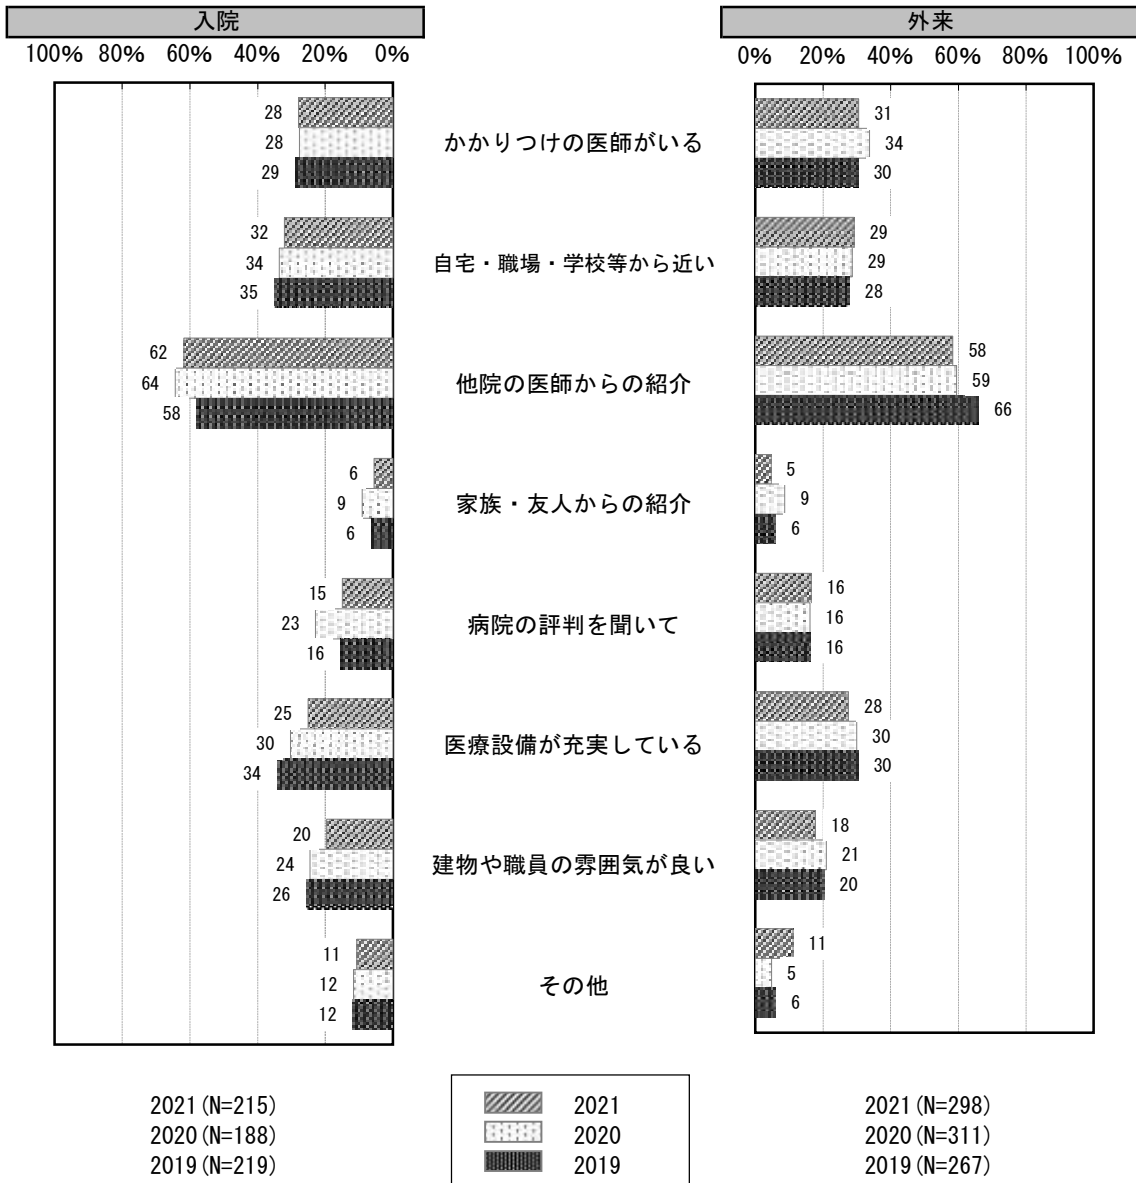 入院 外来
100% 80% 60% 40% 20% 0% 0% 20% 40% 60% 80% 100%
28 31
28 かかりつけの医師がいる 34
29 30
32 29
34 自宅・職場・学校等から近い 29
35 28
62 58
64 他院の医師からの紹介 59
58 66
6 5
9 家族・友人からの紹介 9
6 6
15 16
23 病院の評判を聞いて 16
16 16
25 28
30 医療設備が充実している 30
34 30
20 18
24 建物や職員の雰囲気が良い 21
26 20
11 11
12 その他 5
12 6
2021(N=215) 2021 2021(N=298)
2020(N=188) 2020 2020(N=311)
2019(N=219) 2019 2019(N=267)